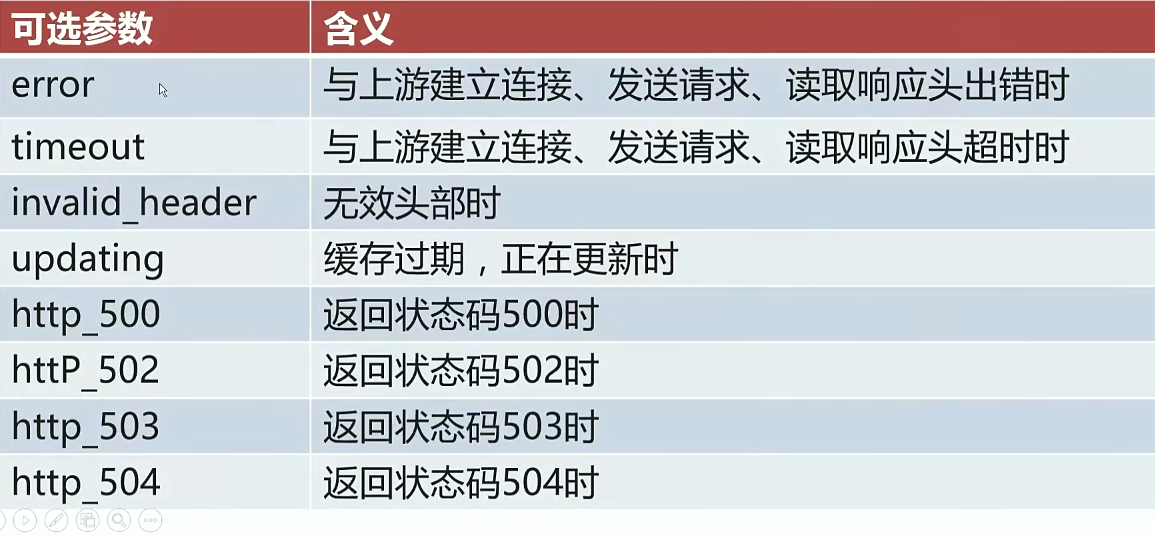 可选参数 含义
error 与上游建立连接、发送请求、读取响应头出错时
timeout 与上游建立连接、发送请求、读取响应头超时时
invalid_header 无效头部时
updating 缓存过期，正在更新时
http_500 返回状态码500时
httP_502 返回状态码502时
http_503 返回状态码503时
http_504 返回状态码504时